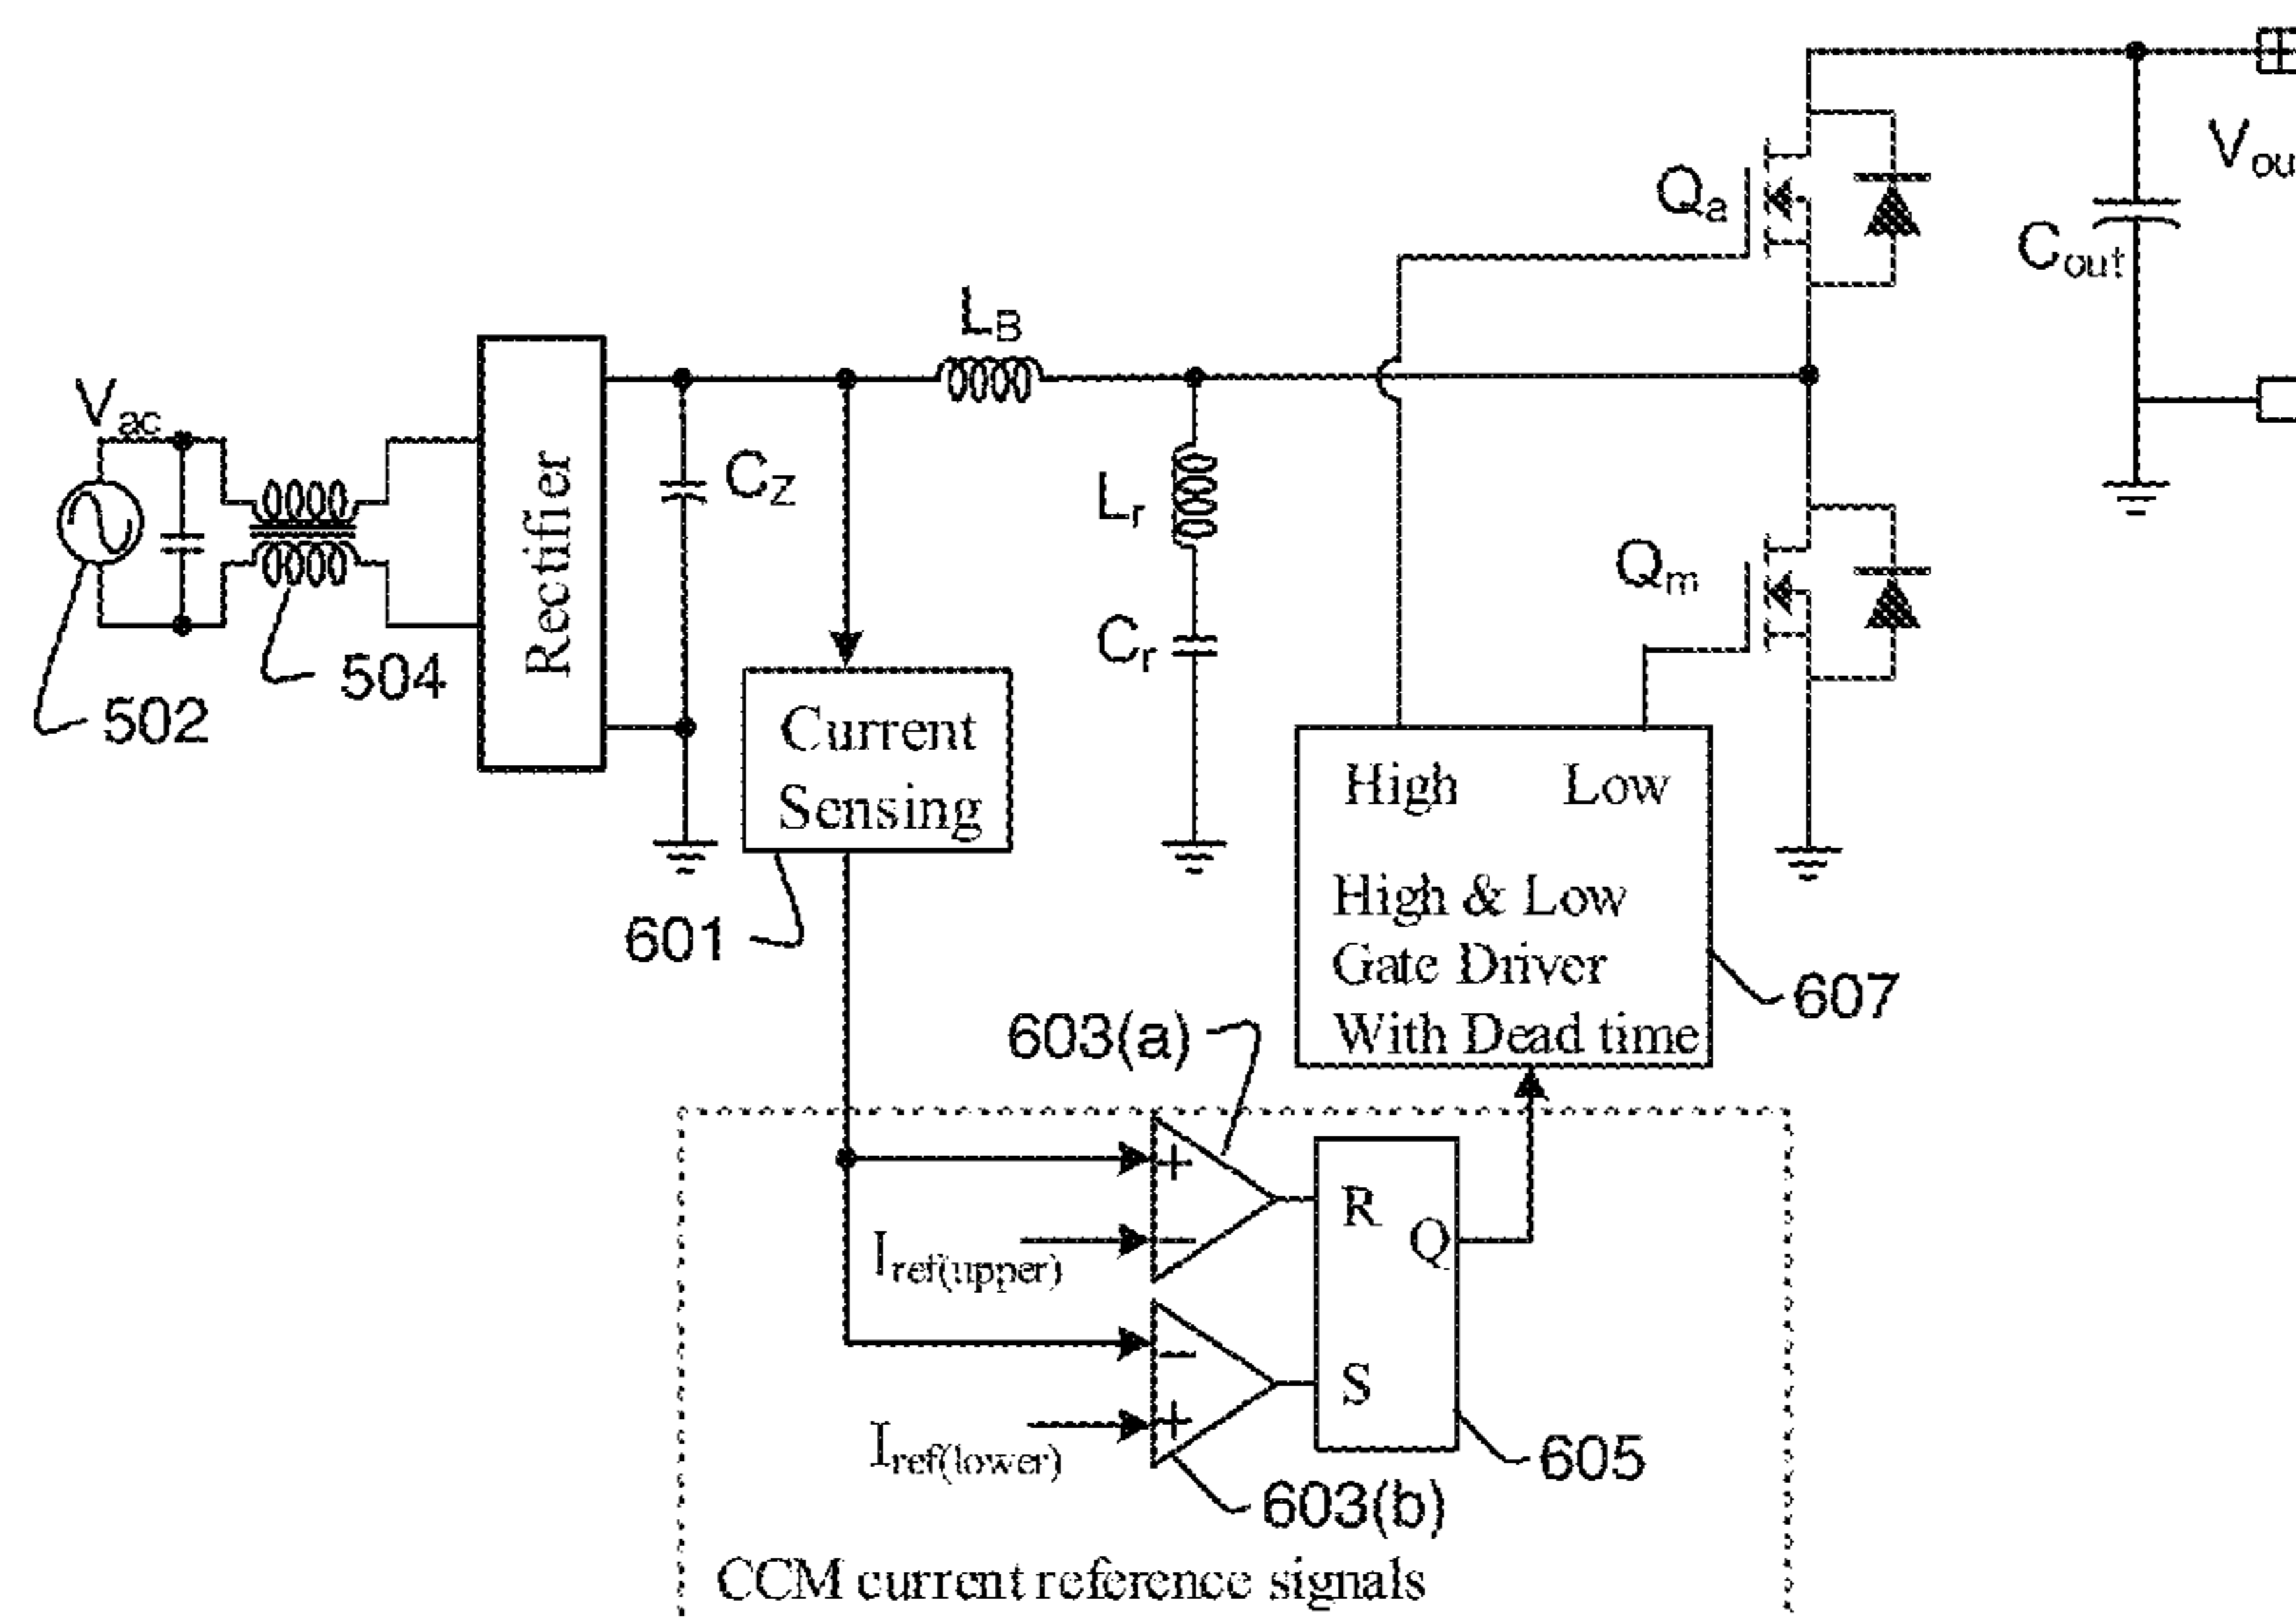 V_ac
502
504
Rectifier
C_Z
L_B
Current
Sensing
601
L_r
C_r
Q_a
Q_m
C_out
V_ou
High Low
High & Low
Gate Driver
With Dead time
607
603(a)
+
−
I_ref(upper)
−
+
I_ref(lower)
R
Q
S
605
603(b)
CCM current reference signals